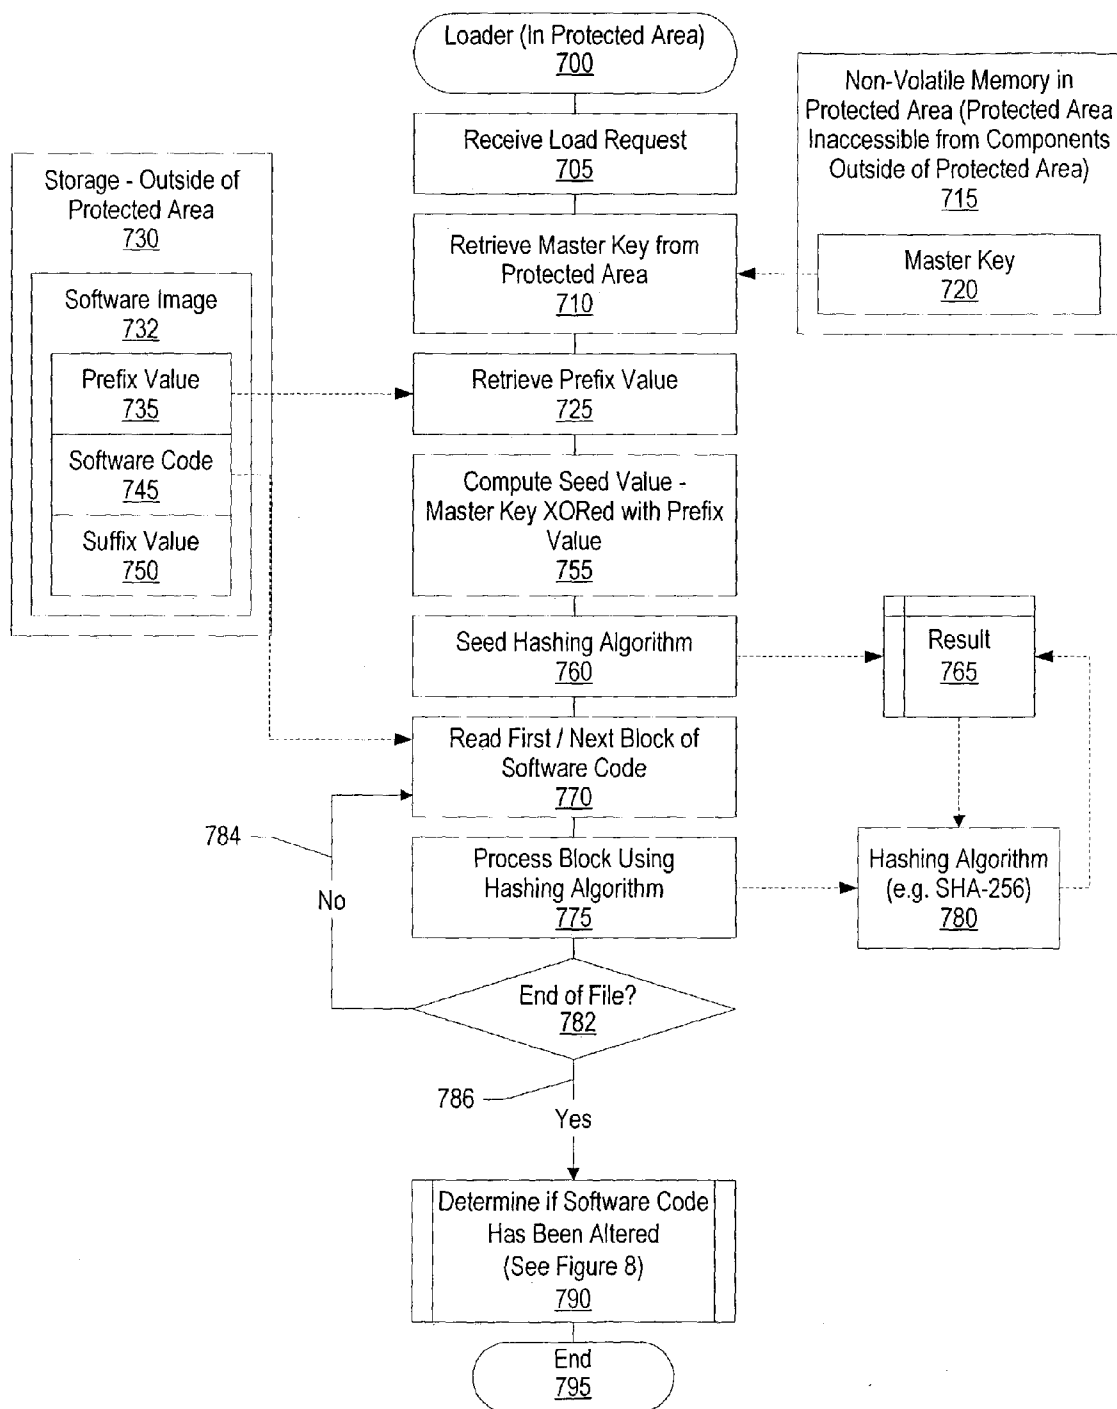 Loader (In Protected Area)
700
Receive Load Request
705
Retrieve Master Key from
Protected Area
710
Non-Volatile Memory in
Protected Area (Protected Area
Inaccessible from Components
Outside of Protected Area)
715
Master Key
720
Storage - Outside of
Protected Area
730
Software Image
732
Prefix Value
735
Software Code
745
Suffix Value
750
Retrieve Prefix Value
725
Compute Seed Value -
Master Key XORed with Prefix
Value
755
Seed Hashing Algorithm
760
Result
765
Read First / Next Block of
Software Code
770
784
No
Process Block Using
Hashing Algorithm
775
Hashing Algorithm
(e.g. SHA-256)
780
End of File?
782
786
Yes
Determine if Software Code
Has Been Altered
(See Figure 8)
790
End
795